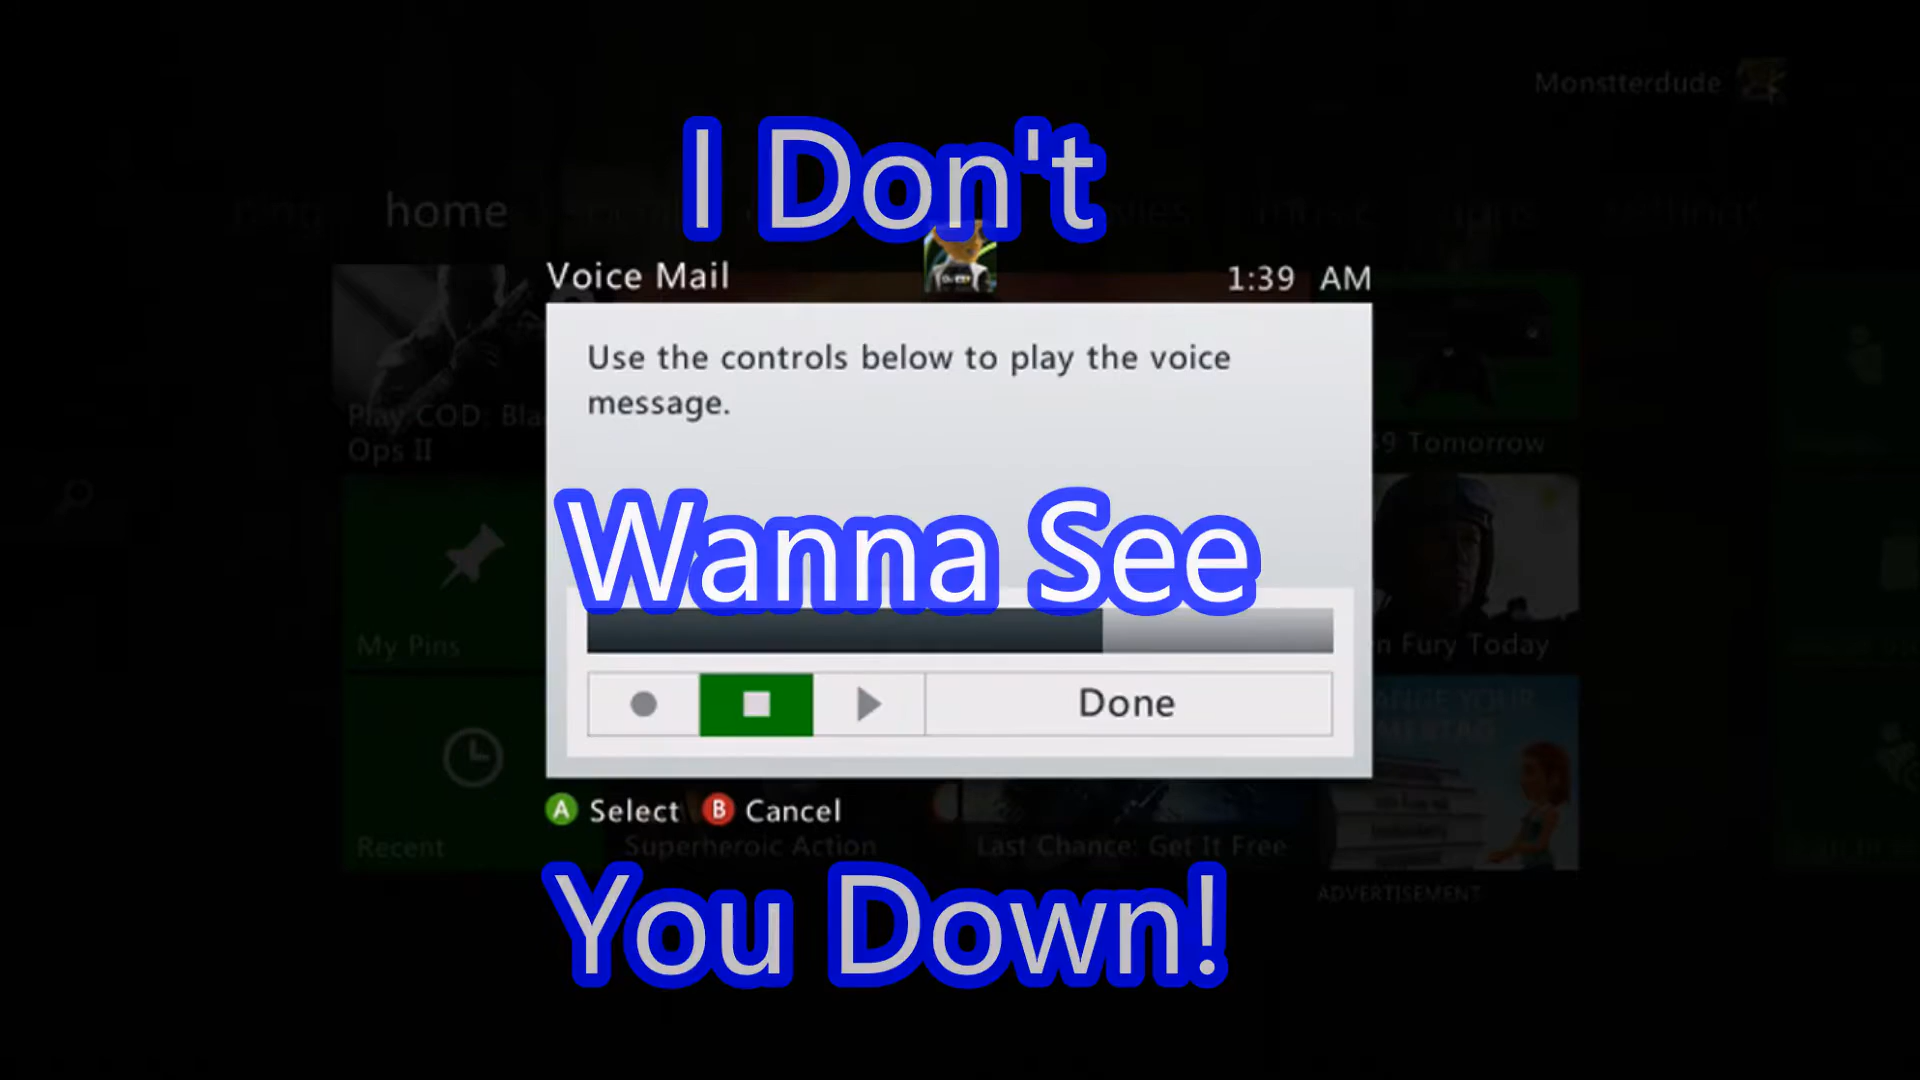 Monstterdude
I Don't
home
Voice Mail
1:39 AM
Use the controls below to play the voice
message.
Play COD: Bla
Ops II
9 Tomorrow
Wanna See
My Pins
n Fury Today
Done
A Select B Cancel
Recent
Superheroic Action
Last Chance: Get It Free
ADVERTISEMENT
You Down!